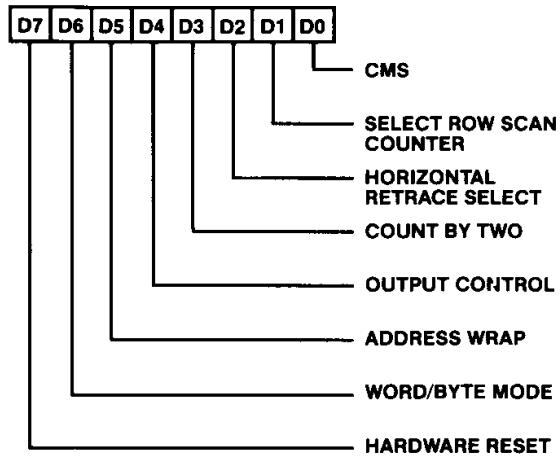 D7 D6 D5 D4 D3 D2 D1 D0
CMS
SELECT ROW SCAN
COUNTER
HORIZONTAL
RETRACE SELECT
COUNT BY TWO
OUTPUT CONTROL
ADDRESS WRAP
WORD/BYTE MODE
HARDWARE RESET